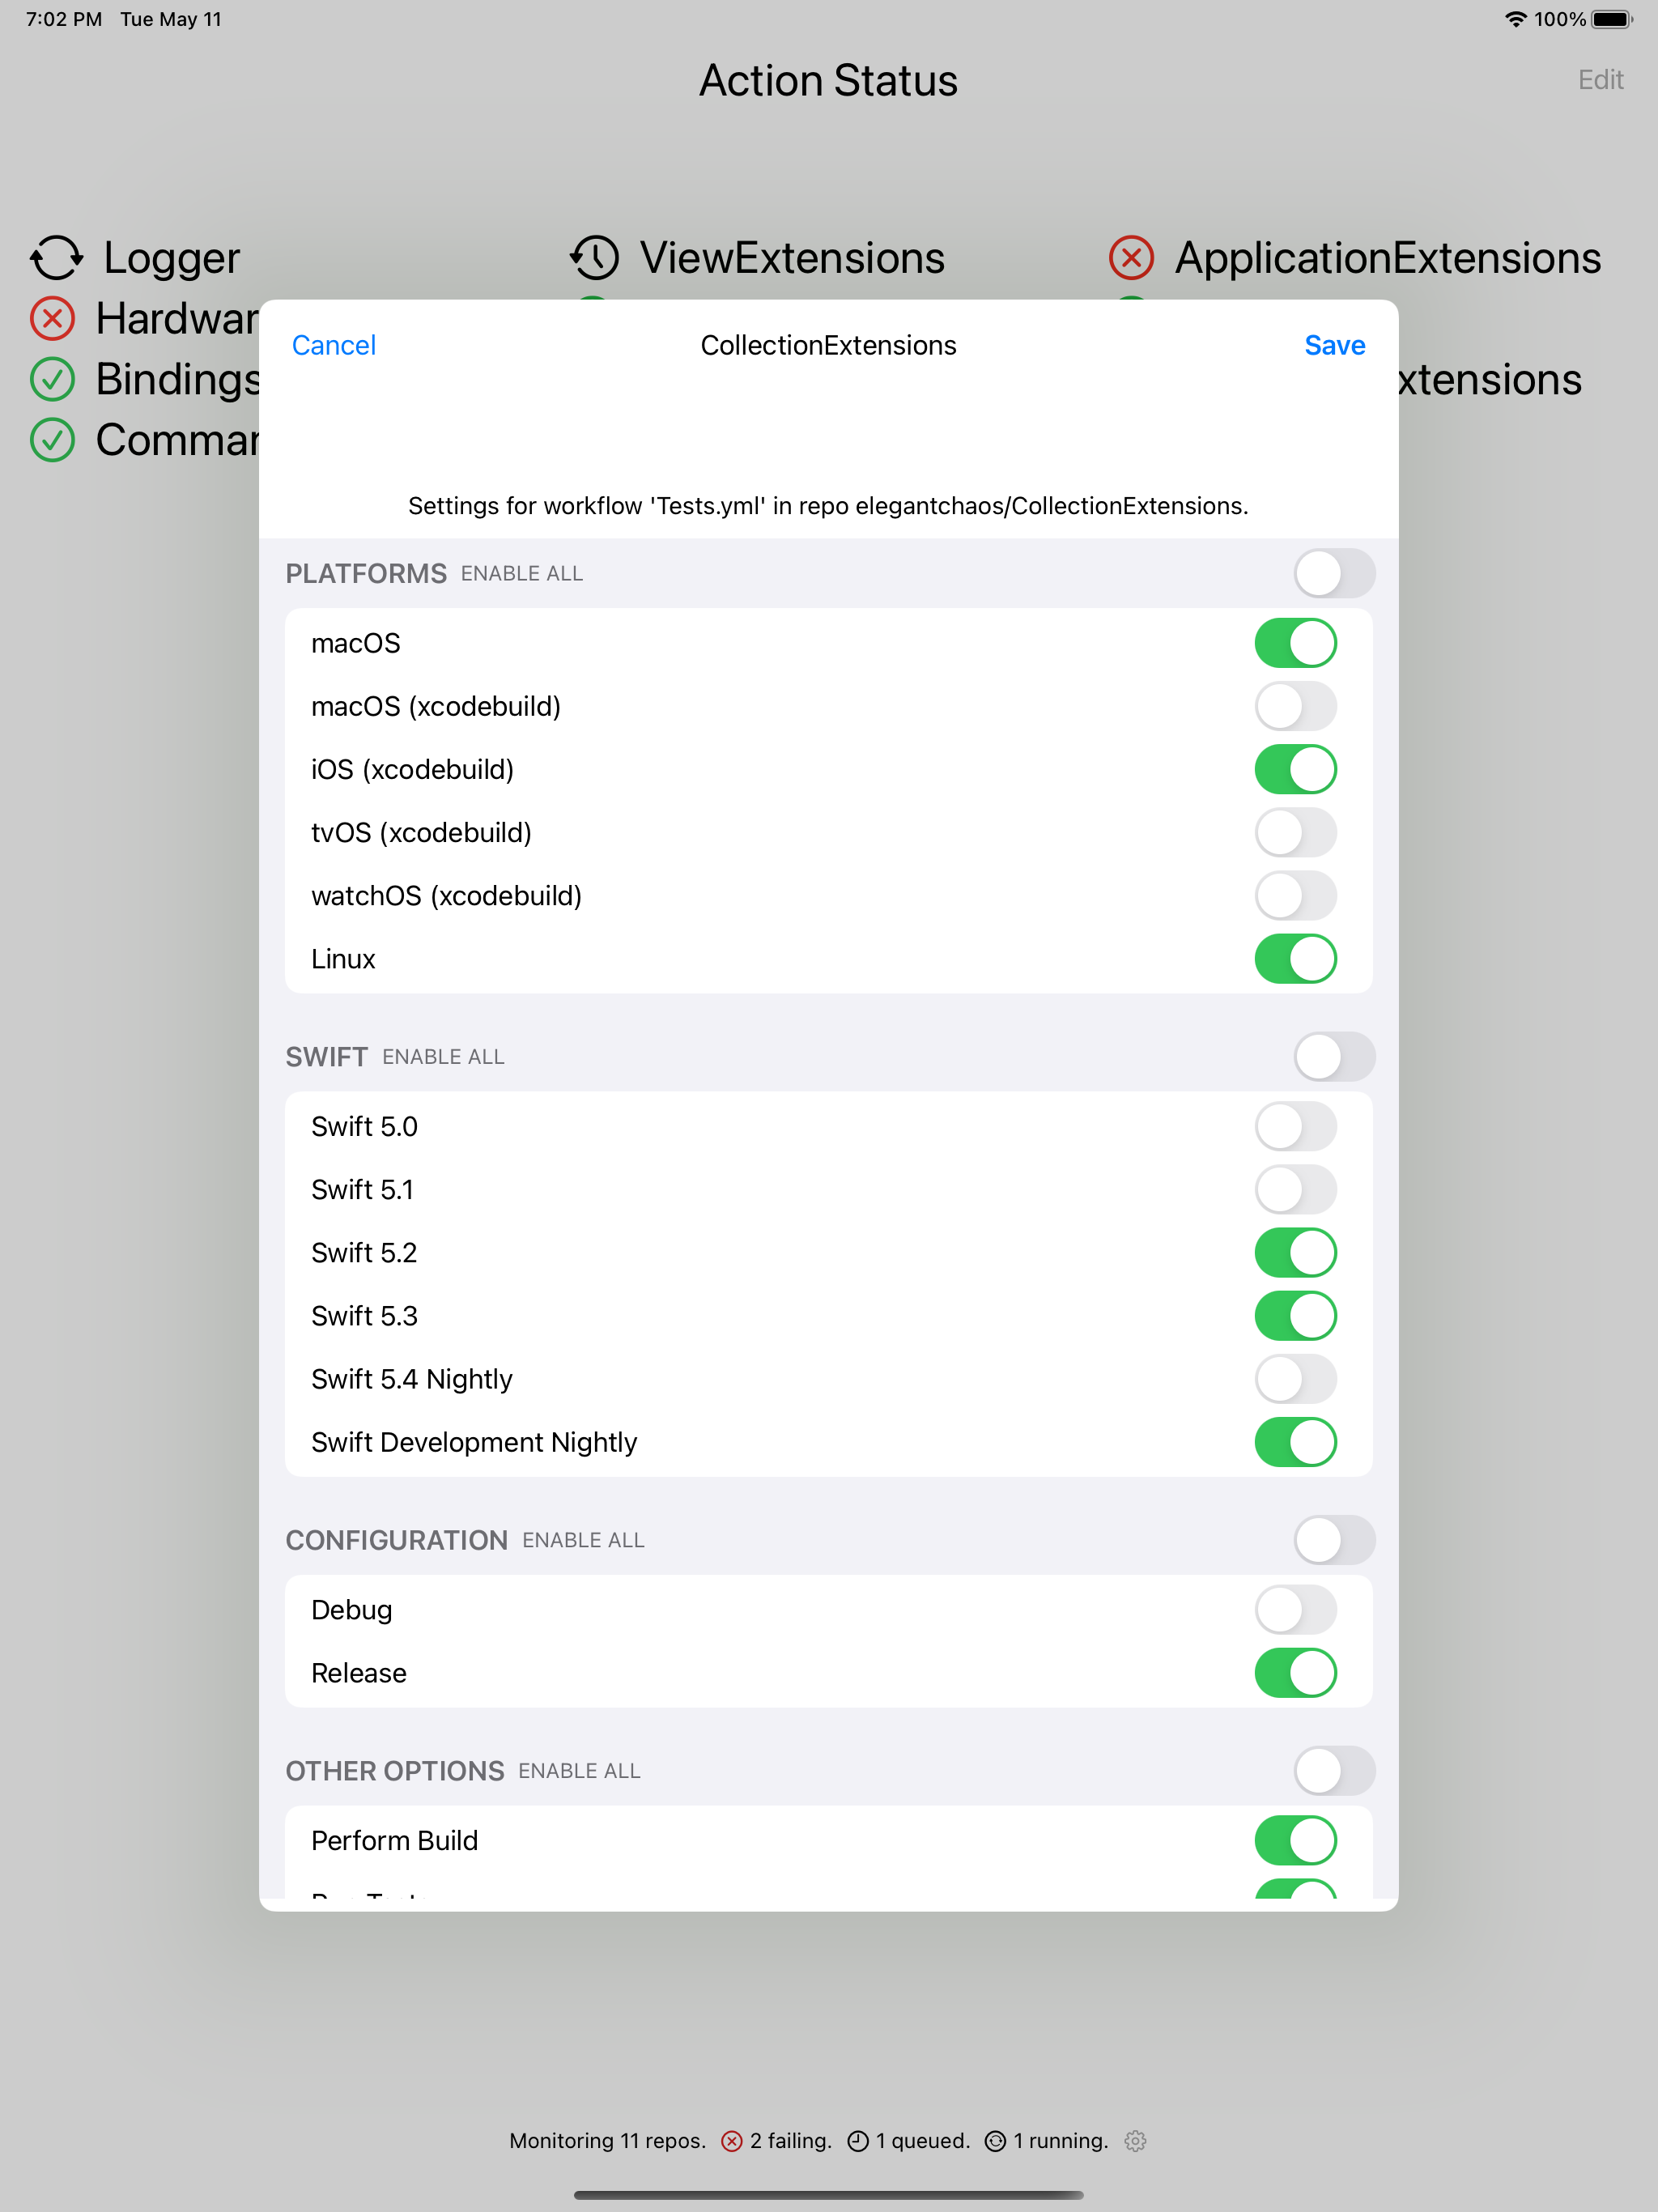 7:02 PM Tue May 11
100%
Action Status
Edit
Logger
ViewExtensions
ApplicationExtensions
Hardwar
Bindings
xtensions
Comman
Cancel
CollectionExtensions
Save
Settings for workflow 'Tests.yml' in repo elegantchaos/CollectionExtensions.
PLATFORMS ENABLE ALL
macOS
macOS (xcodebuild)
iOS (xcodebuild)
tvOS (xcodebuild)
watchOS (xcodebuild)
Linux
SWIFT ENABLE ALL
Swift 5.0
Swift 5.1
Swift 5.2
Swift 5.3
Swift 5.4 Nightly
Swift Development Nightly
CONFIGURATION ENABLE ALL
Debug
Release
OTHER OPTIONS ENABLE ALL
Perform Build
Monitoring 11 repos. 2 failing. 1 queued. 1 running.